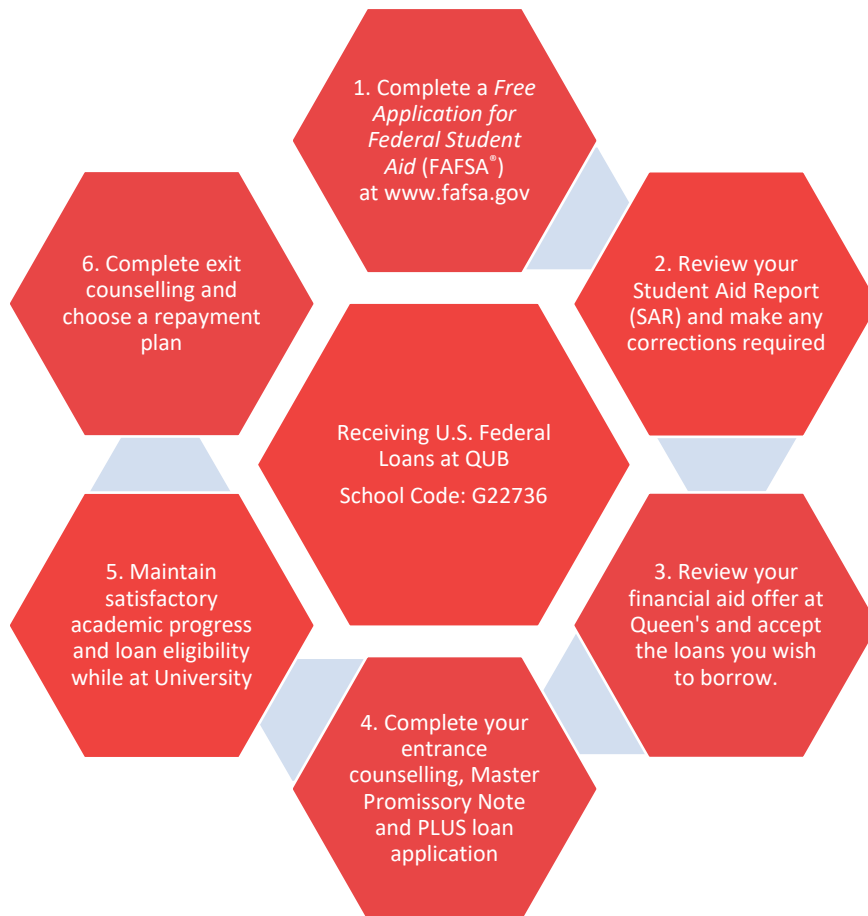 1. Complete a Free
Application for
Federal Student
Aid (FAFSA®)
at www.fafsa.gov
2. Review your
Student Aid Report
(SAR) and make any
corrections required
3. Review your
financial aid offer at
Queen's and accept
the loans you wish
to borrow.
4. Complete your
entrance
counselling, Master
Promissory Note
and PLUS loan
application
5. Maintain
satisfactory
academic progress
and loan eligibility
while at University
6. Complete exit
counselling and
choose a repayment
plan
Receiving U.S. Federal
Loans at QUB
School Code: G22736